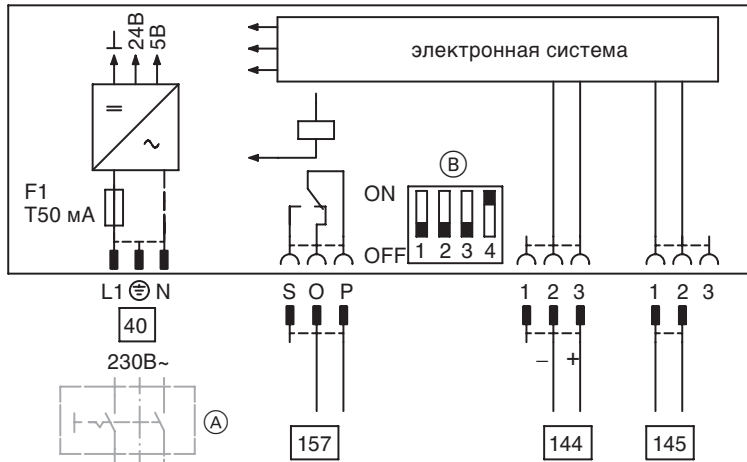 24В
5В
электронная система
F1
T50 мА
B
ON
OFF
1 2 3 4
L1 N
S O P
1 2 3
1 2 3
40
– +
230В~
A
157
144
145